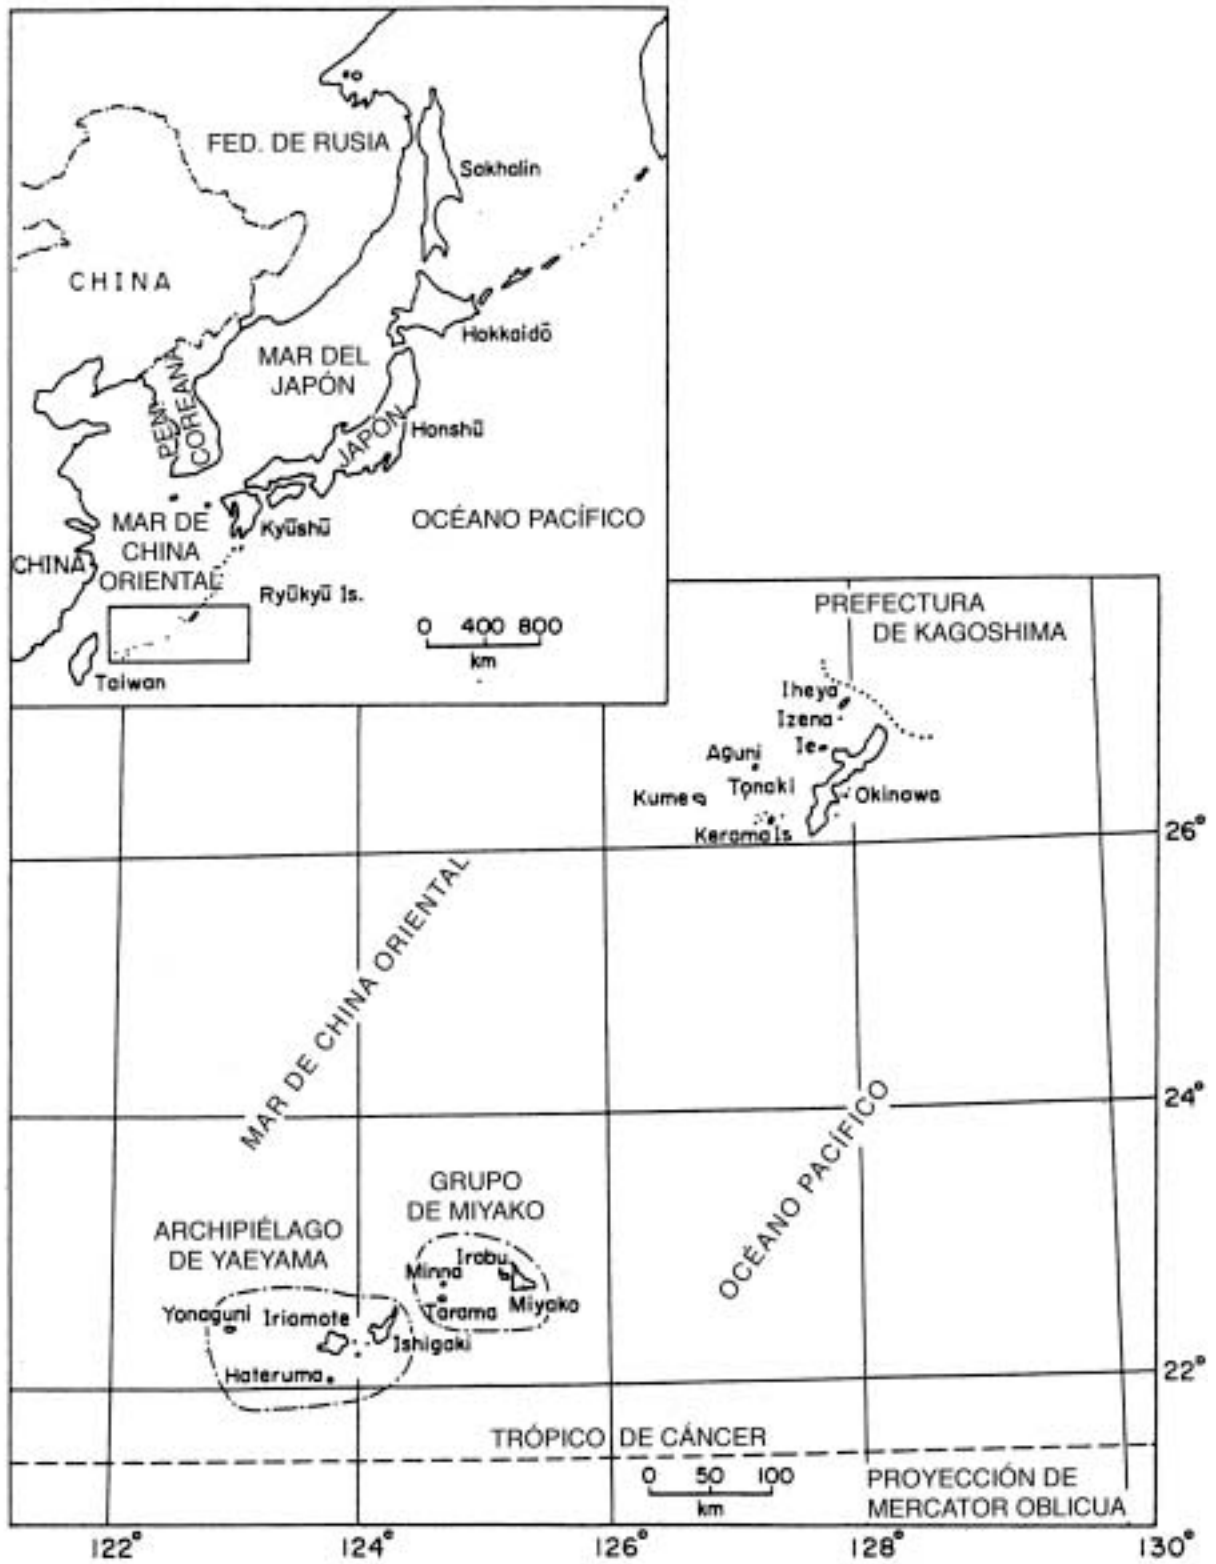 FED. DE RUSIA
Sakhalin
CHINA
Hokkaidō
MAR DEL
JAPÓN
PEN.
COREANA
JAPÓN
Honshū
MAR DE
CHINA
ORIENTAL
OCÉANO PACÍFICO
Kyūshū
CHINA
Ryūkyū Is.
0 400 800
km
Taiwan
PREFECTURA
DE KAGOSHIMA
Iheya
Izena
Ie
Aguni
Tonaki
Kume
Okinawa
Kerama Is
26°
MAR DE CHINA ORIENTAL
24°
OCÉANO PACÍFICO
GRUPO
DE MIYAKO
ARCHIPIÉLAGO
DE YAEYAMA
Irabu
Minna
Tarama
Miyako
Yonaguni
Iriomote
Ishigaki
Hateruma
22°
TRÓPICO DE CÁNCER
0 50 100
km
PROYECCIÓN DE
MERCATOR OBLICUA
122° 124° 126° 128° 130°